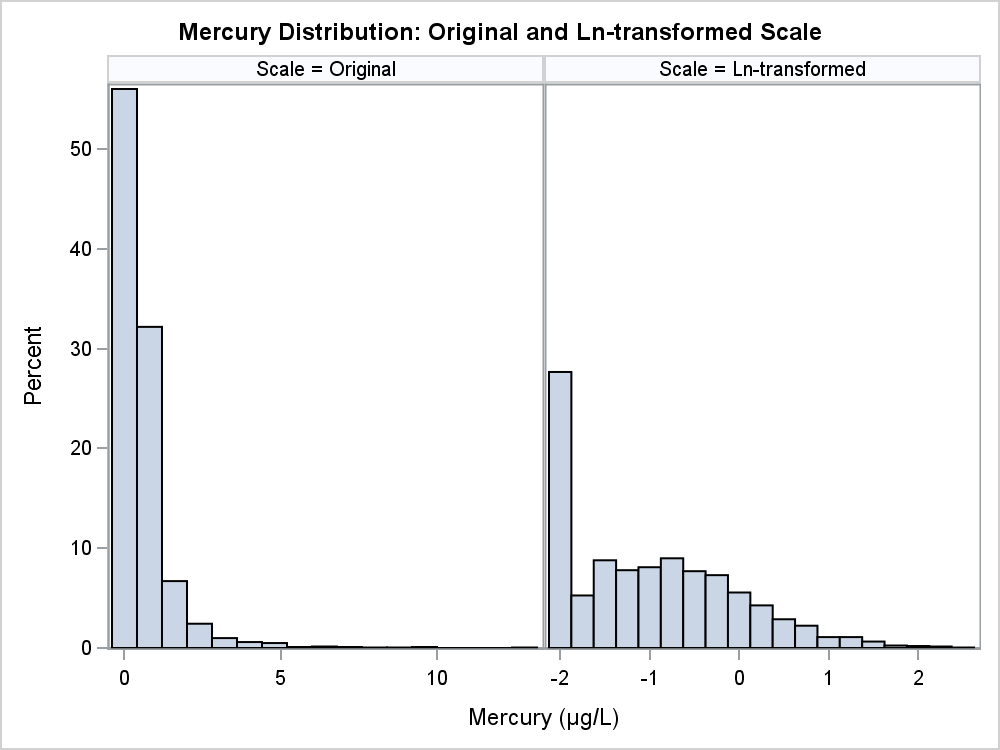 Mercury Distribution: Original and Ln-transformed Scale
Scale = Original
Scale = Ln-transformed
Percent
50
40
30
20
10
0
0 5 10
-2 -1 0 1 2
Mercury (µg/L)